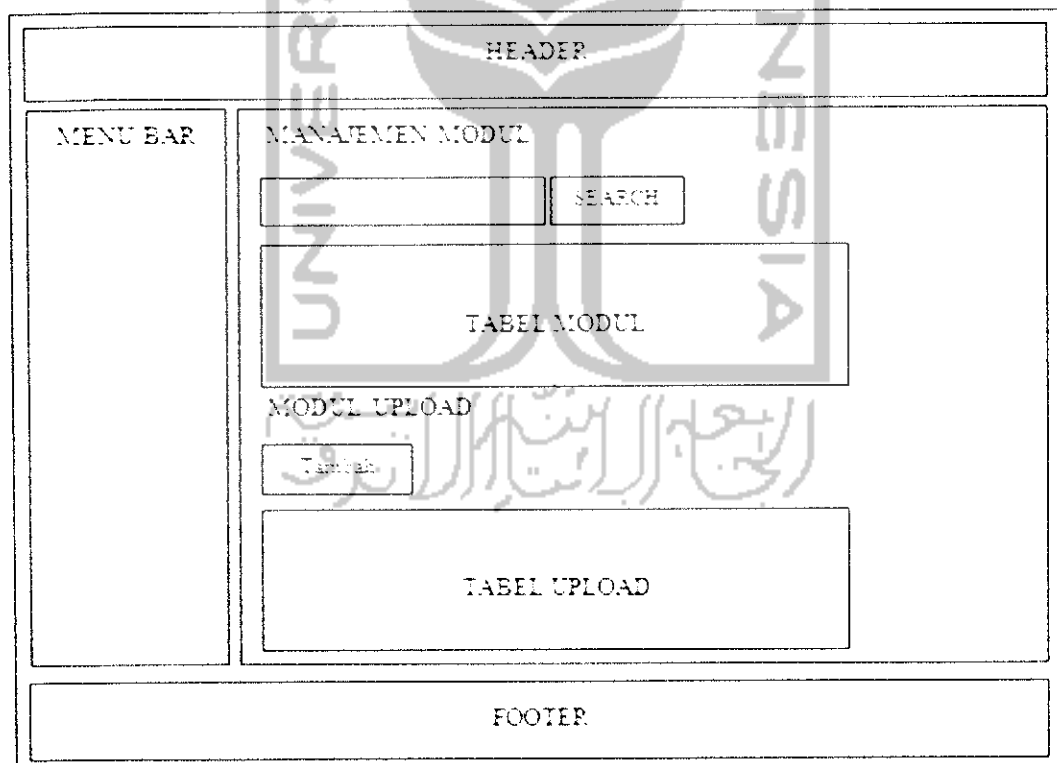 HEADER
MENU BAR
MANAJEMEN MODUL
SEARCH
TABEL MODUL
MODUL UPLOAD
Tambah
TABEL UPLOAD
FOOTER